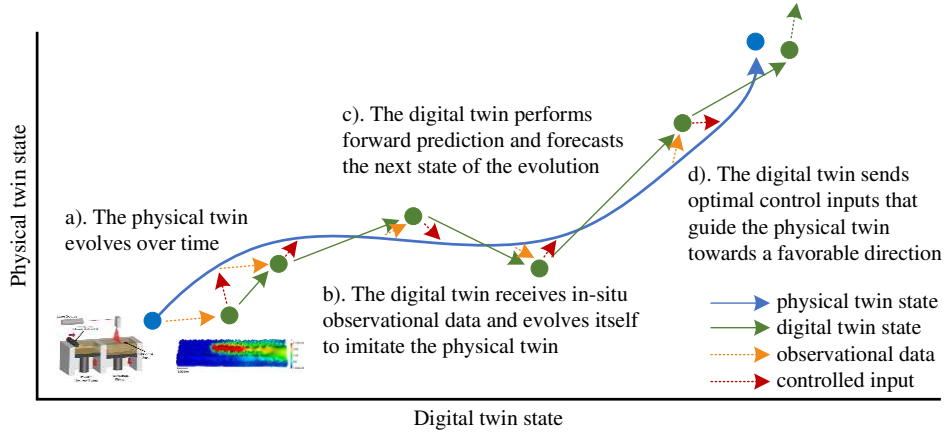 c). The digital twin performs
forward prediction and forecasts
the next state of the evolution
d). The digital twin sends
optimal control inputs that
guide the physical twin
towards a favorable direction
a). The physical twin
evolves over time
b). The digital twin receives in-situ
observational data and evolves itself
to imitate the physical twin
physical twin state
digital twin state
observational data
controlled input
Physical twin state
Digital twin state